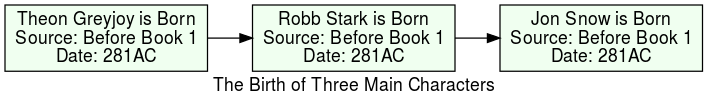 Theon Greyjoy is Born
Source: Before Book 1
Date: 281AC
Robb Stark is Born
Source: Before Book 1
Date: 281AC
Jon Snow is Born
Source: Before Book 1
Date: 281AC
The Birth of Three Main Characters